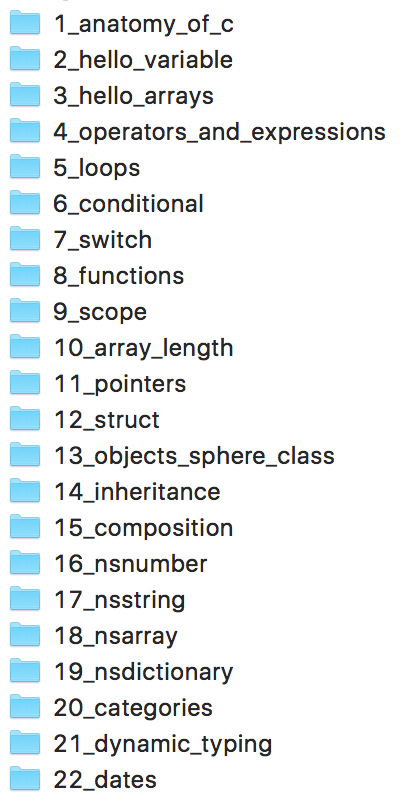 1_anatomy_of_c
2_hello_variable
3_hello_arrays
4_operators_and_expressions
5_loops
6_conditional
7_switch
8_functions
9_scope
10_array_length
11_pointers
12_struct
13_objects_sphere_class
14_inheritance
15_composition
16_nsnumber
17_nsstring
18_nsarray
19_nsdictionary
20_categories
21_dynamic_typing
22_dates